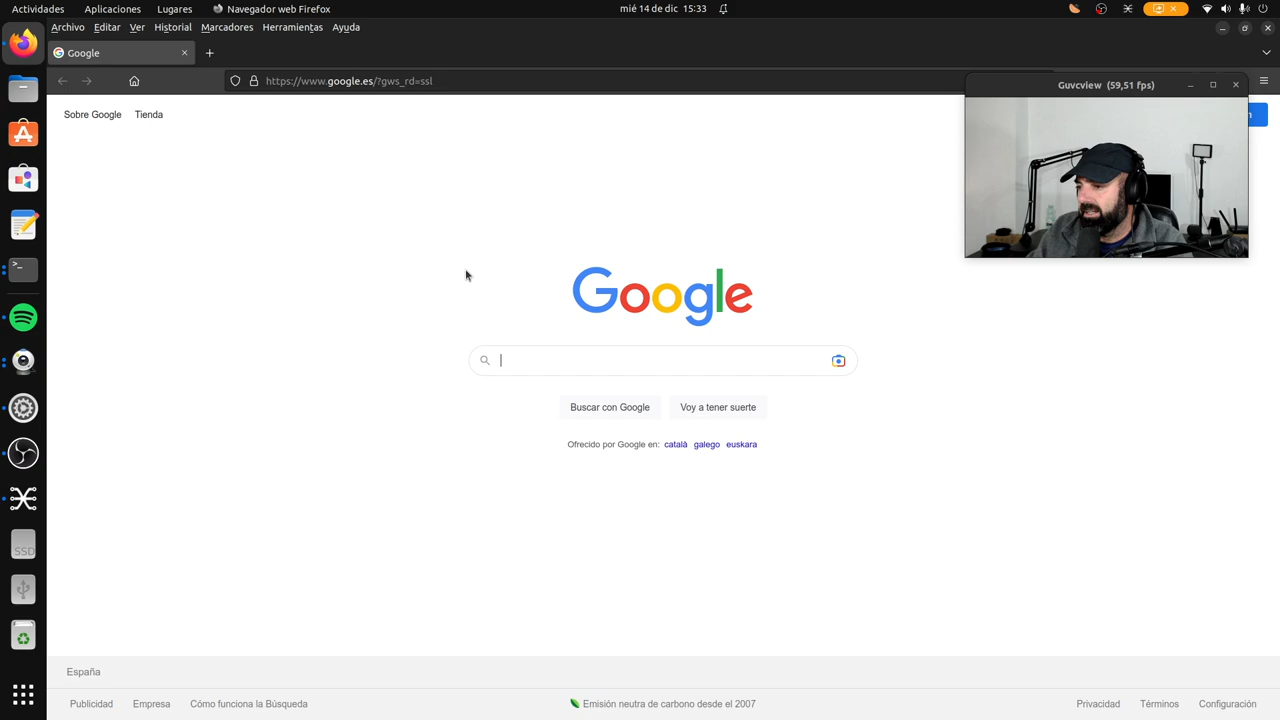 Actividades Aplicaciones Lugares Navegador web Firefox mié 14 de dic 15:33
Archivo Editar Ver Historial Marcadores Herramientas Ayuda
Google
https://www.google.es/?gws_rd=ssl
Guvcview (59,51 fps)
Sobre Google Tienda
n
Google
Buscar con Google Voy a tener suerte
Ofrecido por Google en: català galego euskara
SSD
España
Publicidad Empresa Cómo funciona la Búsqueda Emisión neutra de carbono desde el 2007 Privacidad Términos Configuración